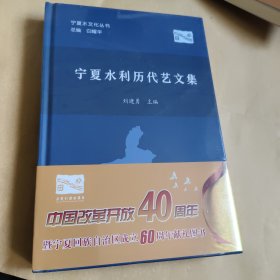 宁夏水文化丛书
总编 白耀华
宁夏水利历代艺文集
刘建勇 主编
中国改革开放40周年
暨宁夏回族自治区成立60周年献礼图书